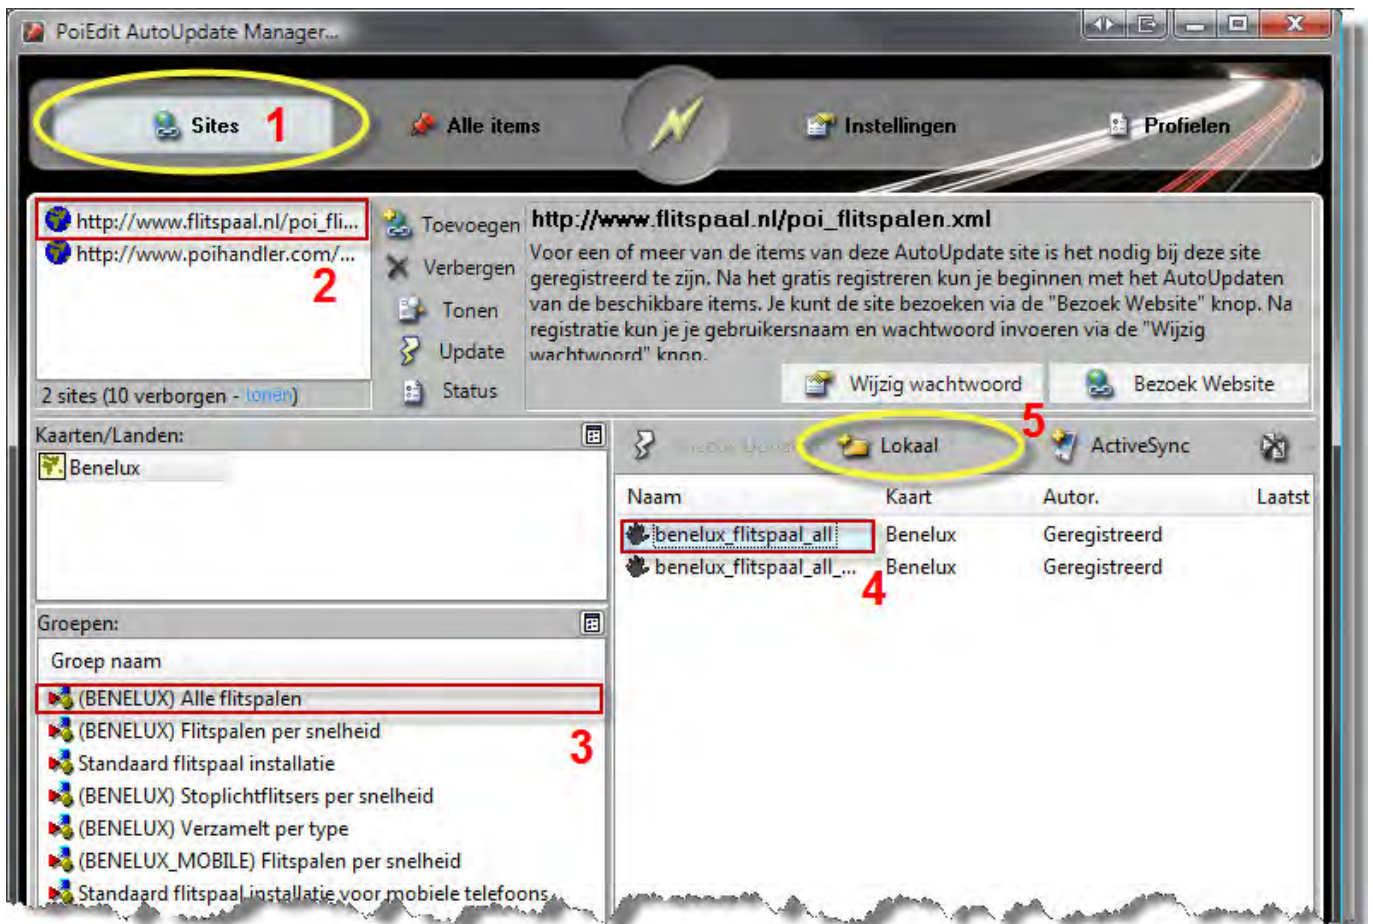 PoiEdit AutoUpdate Manager...
Sites 1 Alle items Instellingen Profielen
http://www.flitspaal.nl/poi_fli...
http://www.poihandler.com/...
2
2 sites (10 verborgen - tonen)
Toevoegen
Verbergen
Tonen
Update
Status
http://www.flitspaal.nl/poi_flitspalen.xml
Voor een of meer van de items van deze AutoUpdate site is het nodig bij deze site
geregistreerd te zijn. Na het gratis registreren kun je beginnen met het AutoUpdaten
van de beschikbare items. Je kunt de site bezoeken via de "Bezoek Website" knop. Na
registratie kun je je gebruikersnaam en wachtwoord invoeren via de "Wijzig
wachtwoord" knop.
Wijzig wachtwoord Bezoek Website
Kaarten/Landen:
Benelux
Groepen:
Groep naam
(BENELUX) Alle flitspalen
(BENELUX) Flitspalen per snelheid
3
Standaard flitspaal installatie
(BENELUX) Stoplichtflitsers per snelheid
(BENELUX) Verzamelt per type
(BENELUX_MOBILE) Flitspalen per snelheid
Standaard flitspaal installatie voor mobiele telefoons
Lokaal 5 ActiveSync
Naam Kaart Autor. Laatst
benelux_flitspaal_all Benelux Geregistreerd
benelux_flitspaal_all_... Benelux Geregistreerd
4